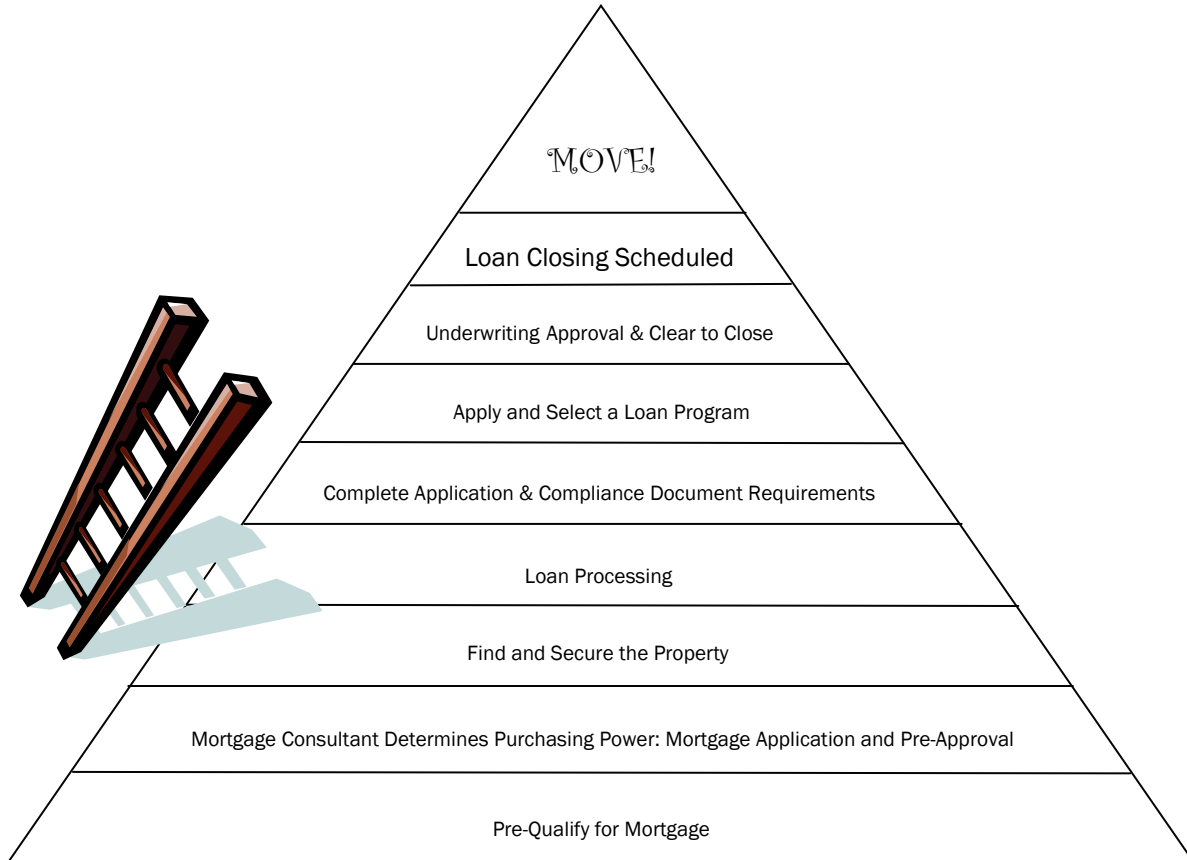 MOVE!
Loan Closing Scheduled
Underwriting Approval & Clear to Close
Apply and Select a Loan Program
Complete Application & Compliance Document Requirements
Loan Processing
Find and Secure the Property
Mortgage Consultant Determines Purchasing Power: Mortgage Application and Pre-Approval
Pre-Qualify for Mortgage